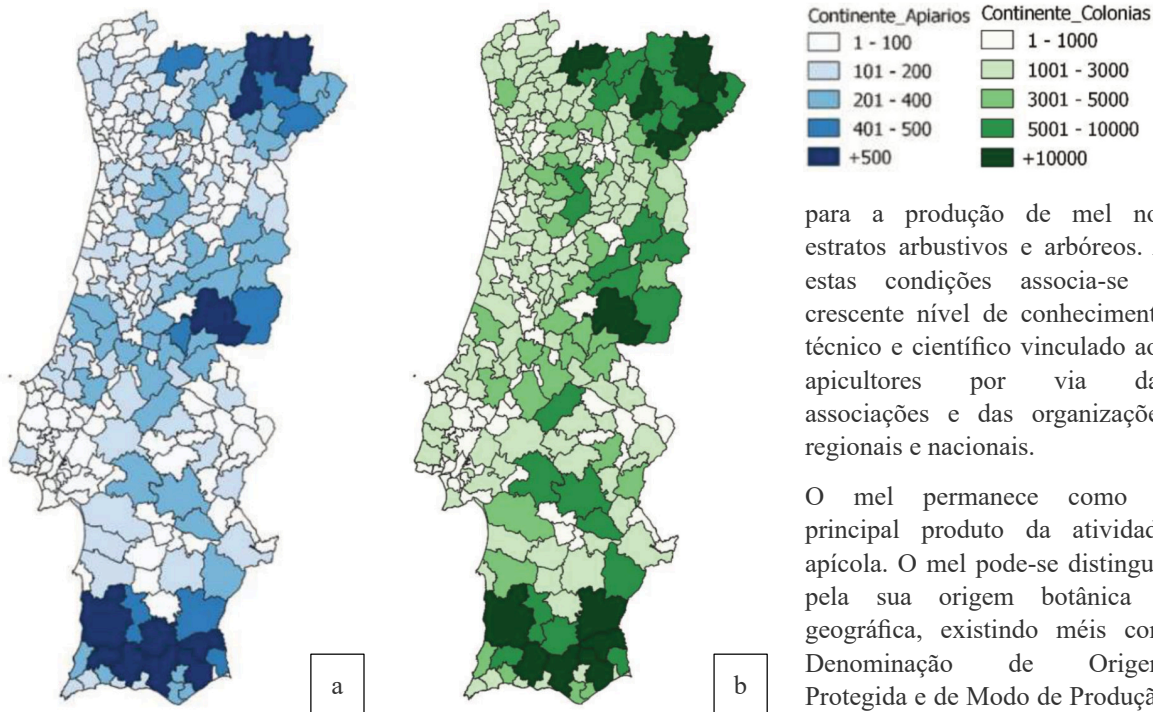 Continente_Apiarios
1 - 100
101 - 200
201 - 400
401 - 500
+500
Continente_Colonias
1 - 1000
1001 - 3000
3001 - 5000
5001 - 10000
+10000
a
b
para a produção de mel no
estratos arbustivos e arbóreos.
estas condições associa-se
crescente nível de conheciment
técnico e científico vinculado ao
apicultores por via da
associações e das organizaçõe
regionais e nacionais.
O mel permanece como
principal produto da atividad
apícola. O mel pode-se distingu
pela sua origem botânica
geográfica, existindo méis com
Denominação de Origem
Protegida e de Modo de Produçã